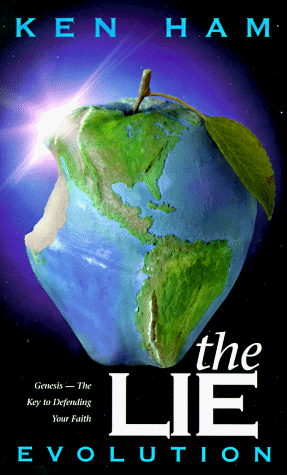 KEN HAM
the
LIE
Genesis — The
Key to Defending
Your Faith
EVOLUTION